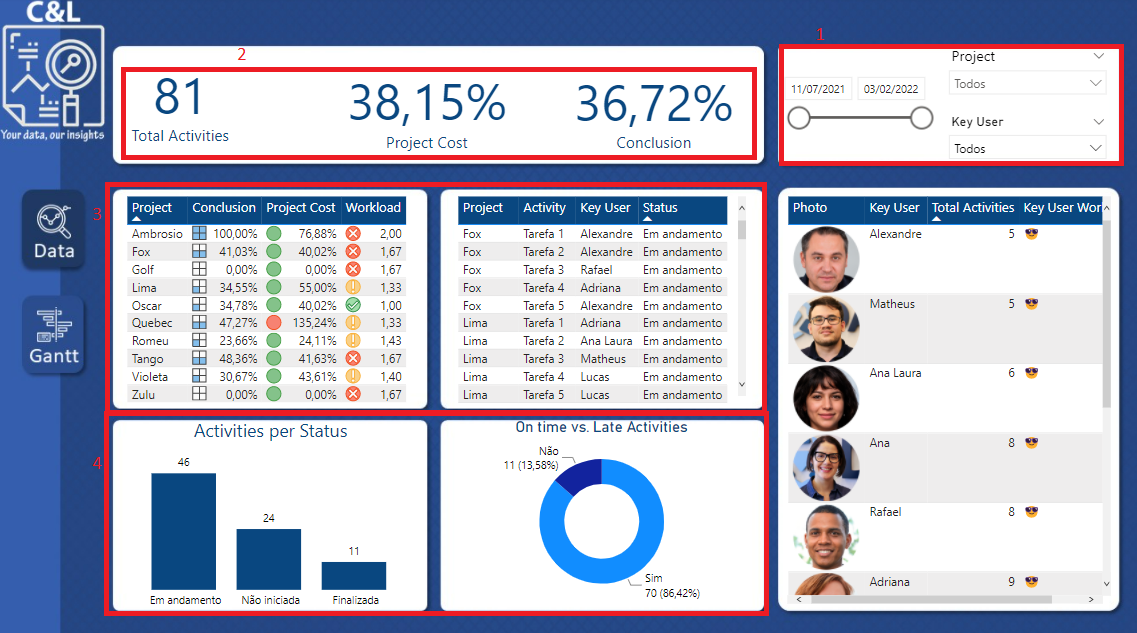 C&L
Your data, our insights
Data
Gantt
2
81
Total Activities
38,15%
Project Cost
36,72%
Conclusion
1
11/07/2021 03/02/2022
Project
Todos
Key User
Todos
3
Project Conclusion Project Cost Workload
Ambrosio 100,00% 76,88% 2,00
Fox 41,03% 40,02% 1,67
Golf 0,00% 0,00% 1,67
Lima 34,55% 55,00% 1,33
Oscar 34,78% 40,02% 1,00
Quebec 47,27% 135,24% 1,33
Romeu 23,66% 24,11% 1,43
Tango 48,36% 41,63% 1,67
Violeta 30,67% 43,61% 1,40
Zulu 0,00% 0,00% 1,67
Project Activity Key User Status
Fox Tarefa 1 Alexandre Em andamento
Fox Tarefa 2 Alexandre Em andamento
Fox Tarefa 3 Rafael Em andamento
Fox Tarefa 4 Adriana Em andamento
Fox Tarefa 5 Alexandre Em andamento
Lima Tarefa 1 Adriana Em andamento
Lima Tarefa 2 Ana Laura Em andamento
Lima Tarefa 3 Matheus Em andamento
Lima Tarefa 4 Lucas Em andamento
Lima Tarefa 5 Lucas Em andamento
Photo Key User Total Activities Key User Wor
Alexandre 5
Matheus 5
Ana Laura 6
Ana 8
Rafael 8
Adriana 9
4
Activities per Status
46
24
11
Em andamento Não iniciada Finalizada
On time vs. Late Activities
Não
11 (13,58%)
Sim
70 (86,42%)